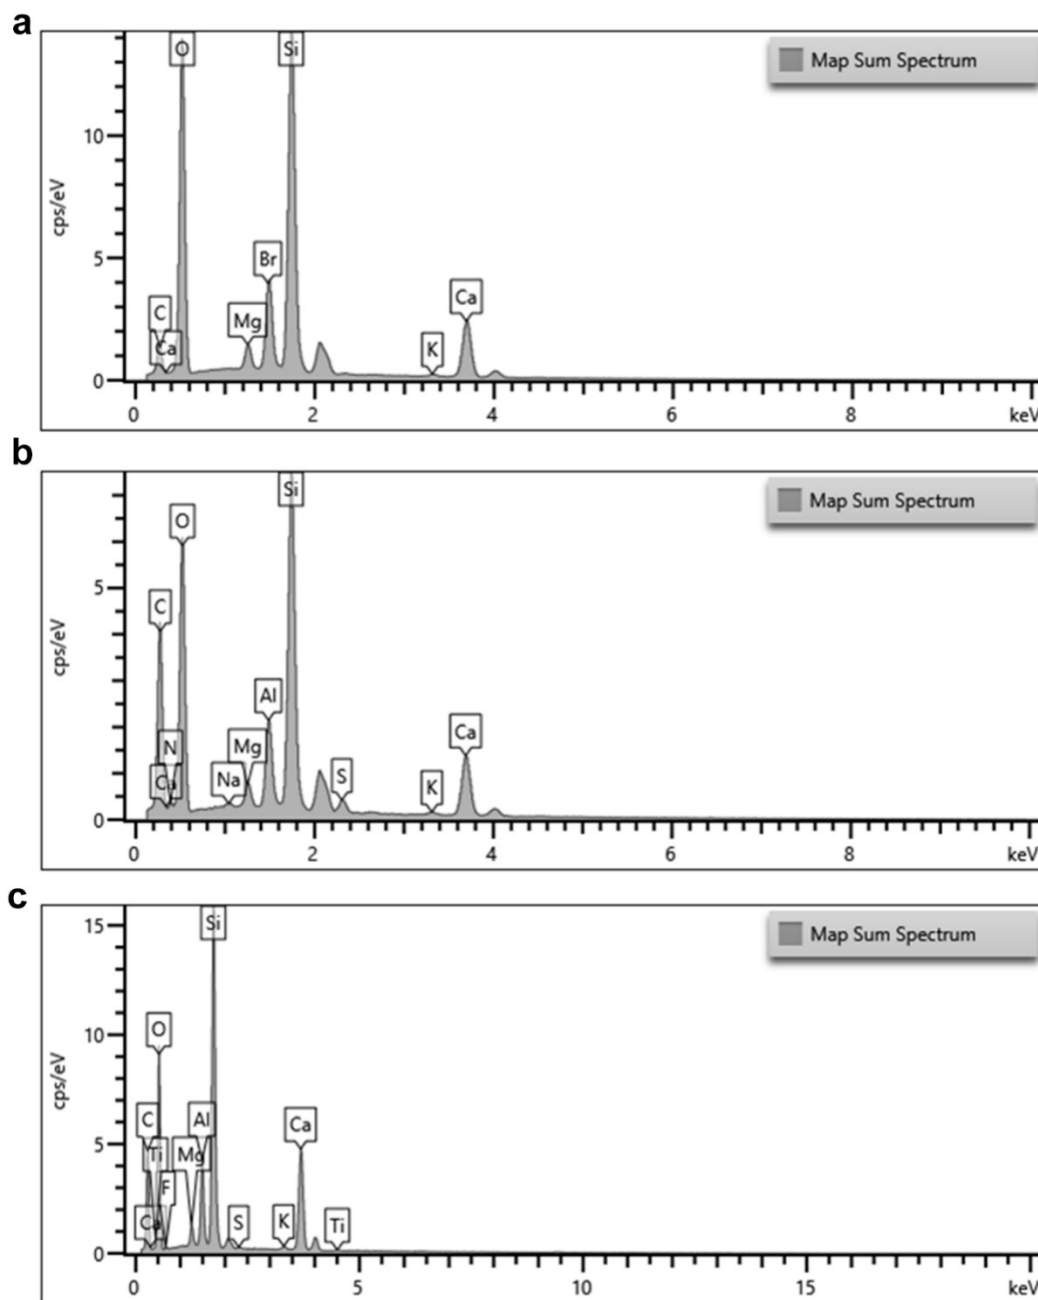 a
O
Si
Map Sum Spectrum
10
cps/eV
Br
5
C
Mg
Ca
Ca
K
0
0 2 4 6 8 keV
b
Si
Map Sum Spectrum
O
5
C
cps/eV
Al
N
Mg
Ca
Ca
Na
S
K
0
0 2 4 6 8 keV
c
15
Si
Map Sum Spectrum
10
O
cps/eV
C
Al
Ca
5
Ti
Mg
F
Ca
S
K
Ti
0
0 5 10 15 keV